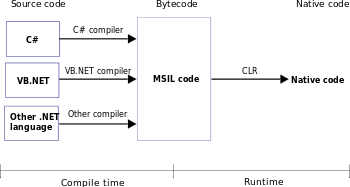 Source code
Bytecode
Native code
C# compiler
C#
VB.NET compiler
VB.NET
MSIL code
CLR
Native code
Other compiler
Other .NET
language
Compile time
Runtime